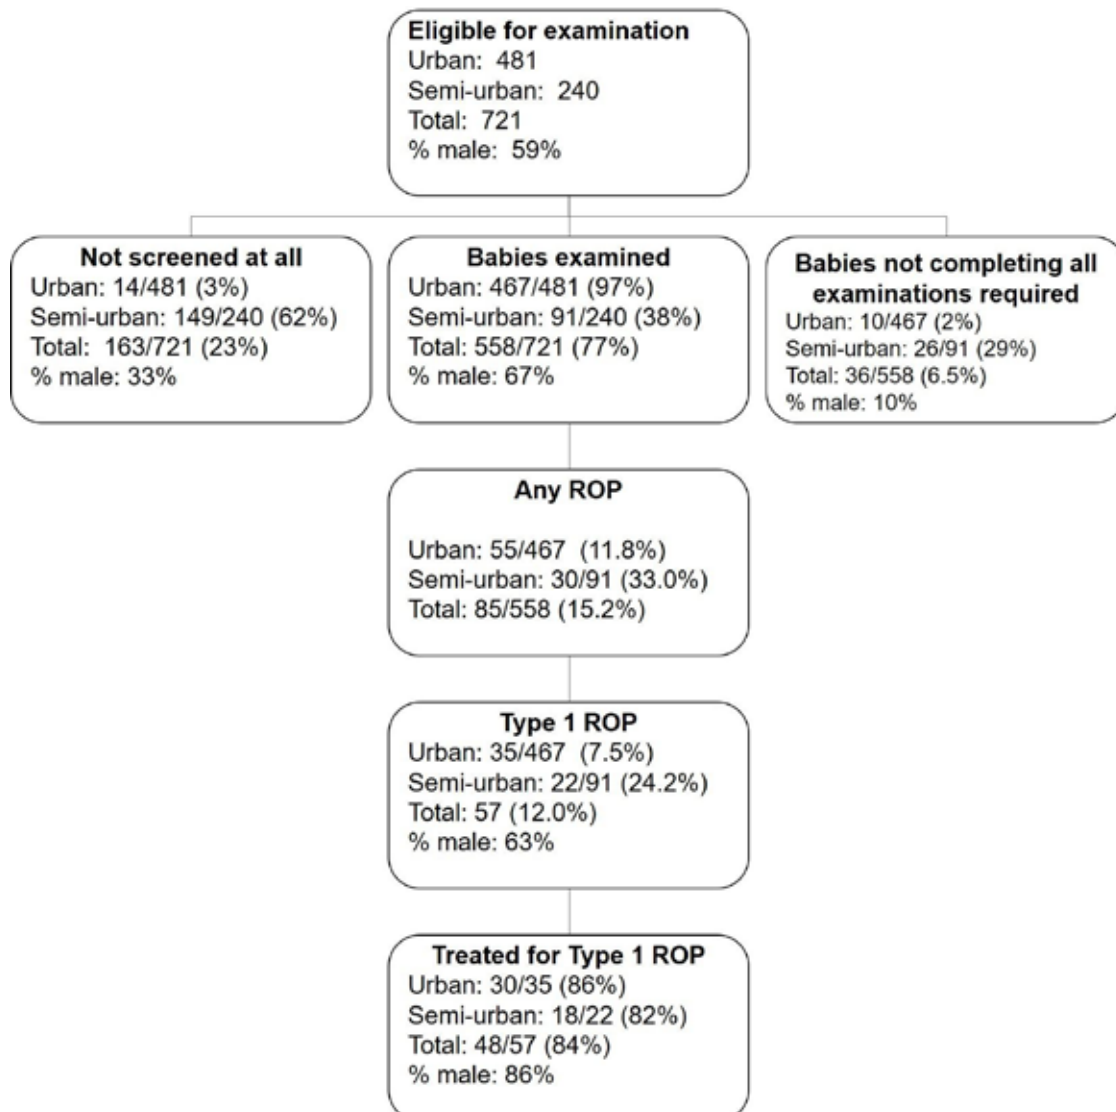 Eligible for examination
Urban: 481
Semi-urban: 240
Total: 721
% male: 59%
Not screened at all
Urban: 14/481 (3%)
Semi-urban: 149/240 (62%)
Total: 163/721 (23%)
% male: 33%
Babies examined
Urban: 467/481 (97%)
Semi-urban: 91/240 (38%)
Total: 558/721 (77%)
% male: 67%
Babies not completing all
examinations required
Urban: 10/467 (2%)
Semi-urban: 26/91 (29%)
Total: 36/558 (6.5%)
% male: 10%
Any ROP
Urban: 55/467 (11.8%)
Semi-urban: 30/91 (33.0%)
Total: 85/558 (15.2%)
Type 1 ROP
Urban: 35/467 (7.5%)
Semi-urban: 22/91 (24.2%)
Total: 57 (12.0%)
% male: 63%
Treated for Type 1 ROP
Urban: 30/35 (86%)
Semi-urban: 18/22 (82%)
Total: 48/57 (84%)
% male: 86%